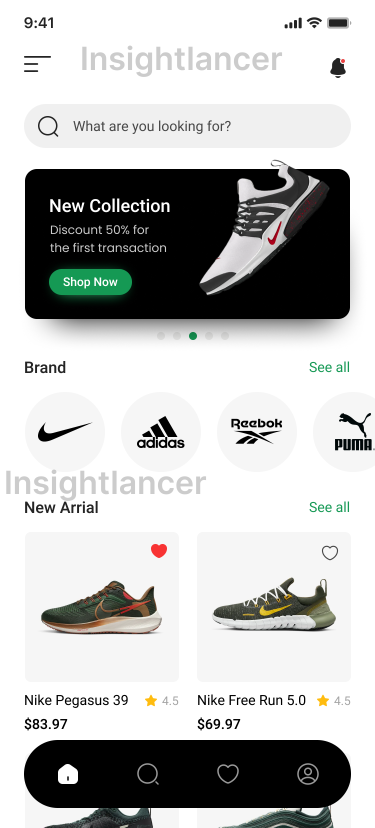 9:41
Insightlancer
What are you looking for?
New Collection
Discount 50% for
the first transaction
Shop Now
Brand
See all
adidas
Reebok
PUMA
Insightlancer
New Arrial
See all
Nike Pegasus 39
4.5
$83.97
Nike Free Run 5.0
4.5
$69.97